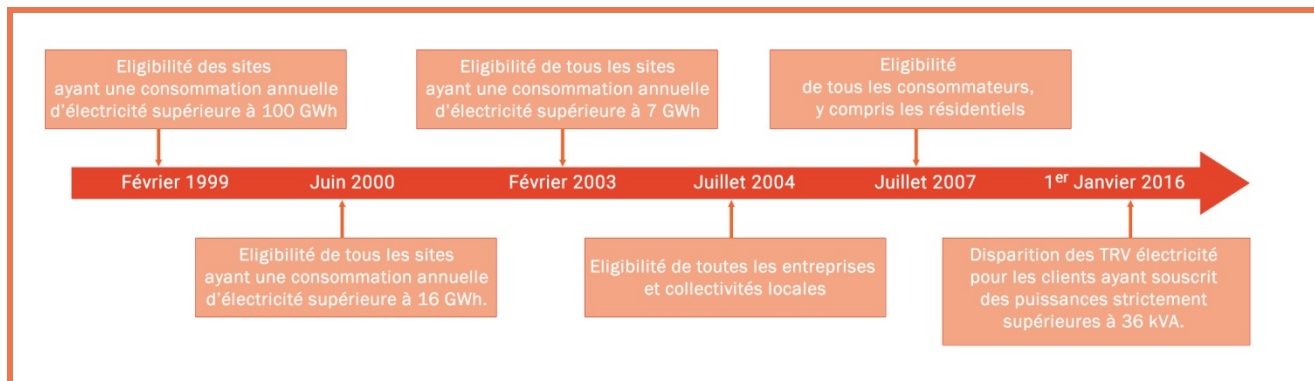 Eligibilité des sites
ayant une consommation annuelle
d'électricité supérieure à 100 GWh
Eligibilité de tous les sites
ayant une consommation annuelle
d'électricité supérieure à 7 GWh
Eligibilité
de tous les consommateurs,
y compris les résidentiels
Février 1999
Juin 2000
Février 2003
Juillet 2004
Juillet 2007
1er Janvier 2016
Eligibilité de tous les sites
ayant une consommation annuelle
d'électricité supérieure à 16 GWh.
Eligibilité de toutes les entreprises
et collectivités locales
Disparition des TRV électricité
pour les clients ayant souscrit
des puissances strictement
supérieures à 36 kVA.